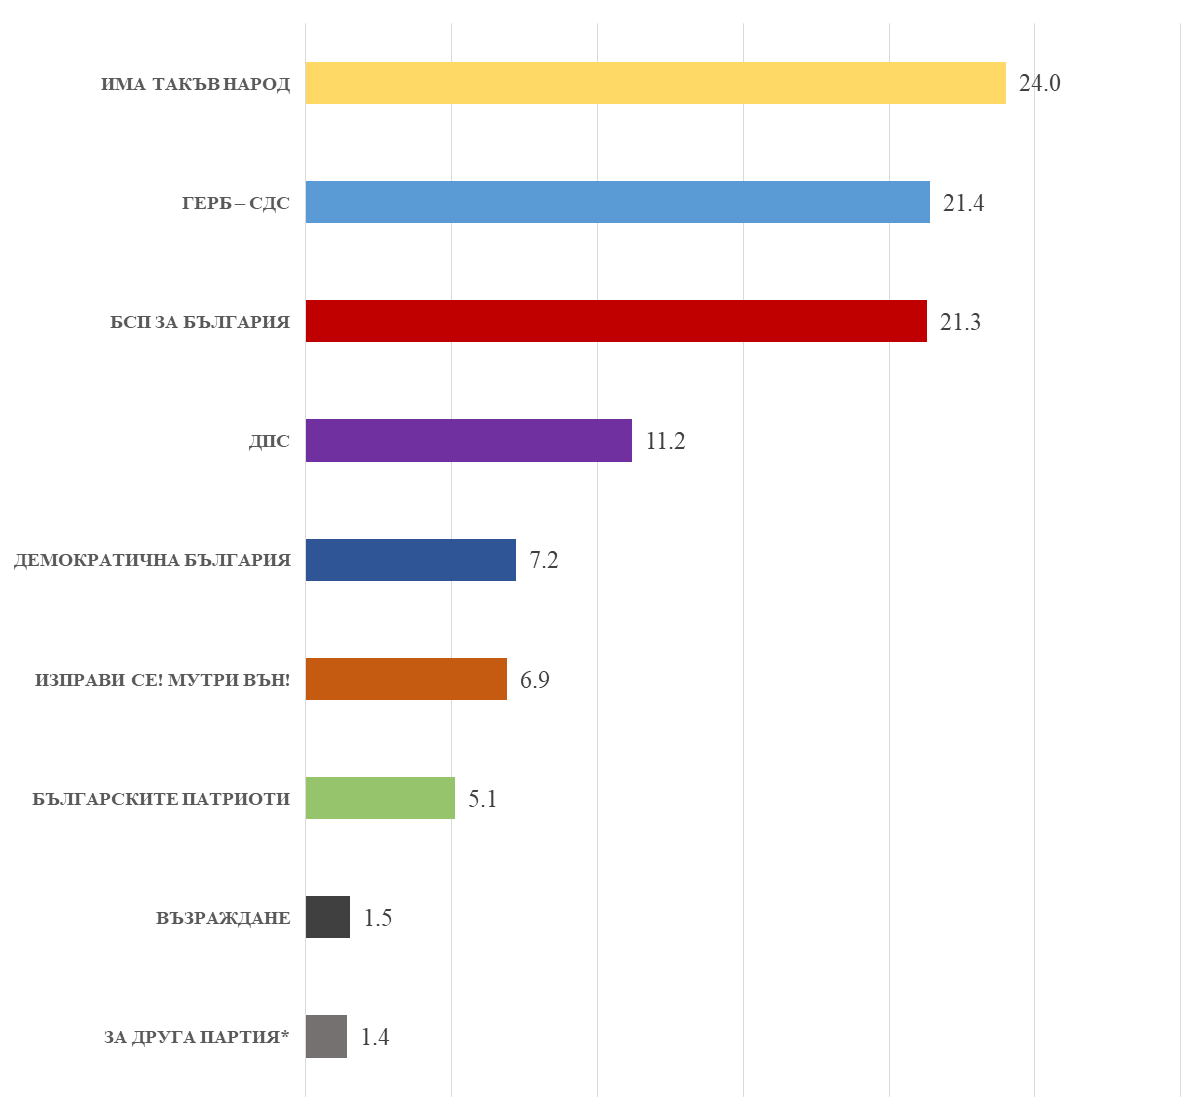 ИМА ТАКЪВ НАРОД 24.0
ГЕРБ – СДС 21.4
БСП ЗА БЪЛГАРИЯ 21.3
ДПС 11.2
ДЕМОКРАТИЧНА БЪЛГАРИЯ 7.2
ИЗПРАВИ СЕ! МУТРИ ВЪН! 6.9
БЪЛГАРСКИТЕ ПАТРИОТИ 5.1
ВЪЗРАЖДАНЕ 1.5
ЗА ДРУГА ПАРТИЯ* 1.4